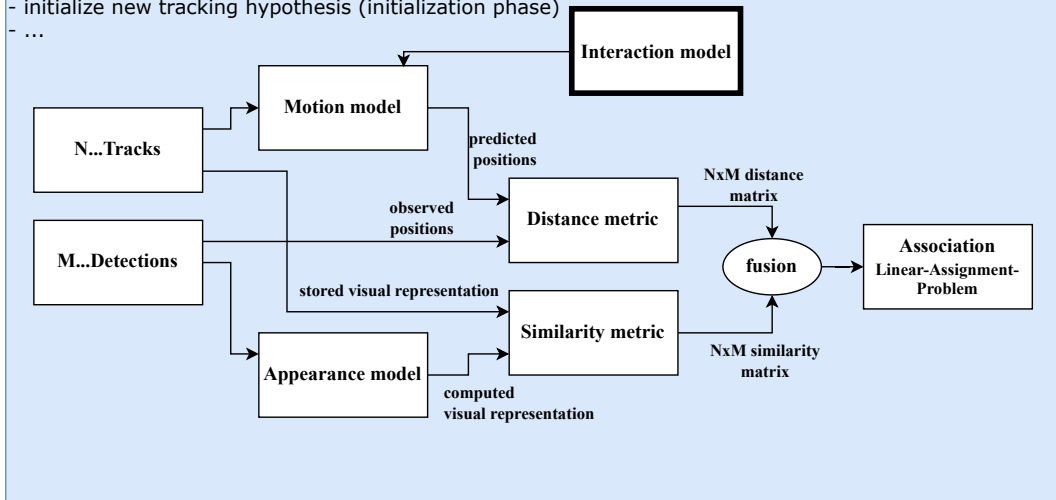 - initialize new tracking hypothesis (initialization phase)
- ...
Interaction model
Motion model
N...Tracks
predicted
positions
NxM distance
matrix
observed
positions
Distance metric
M...Detections
fusion
Association
Linear-Assignment-
Problem
stored visual representation
Similarity metric
NxM similarity
matrix
Appearance model
computed
visual representation